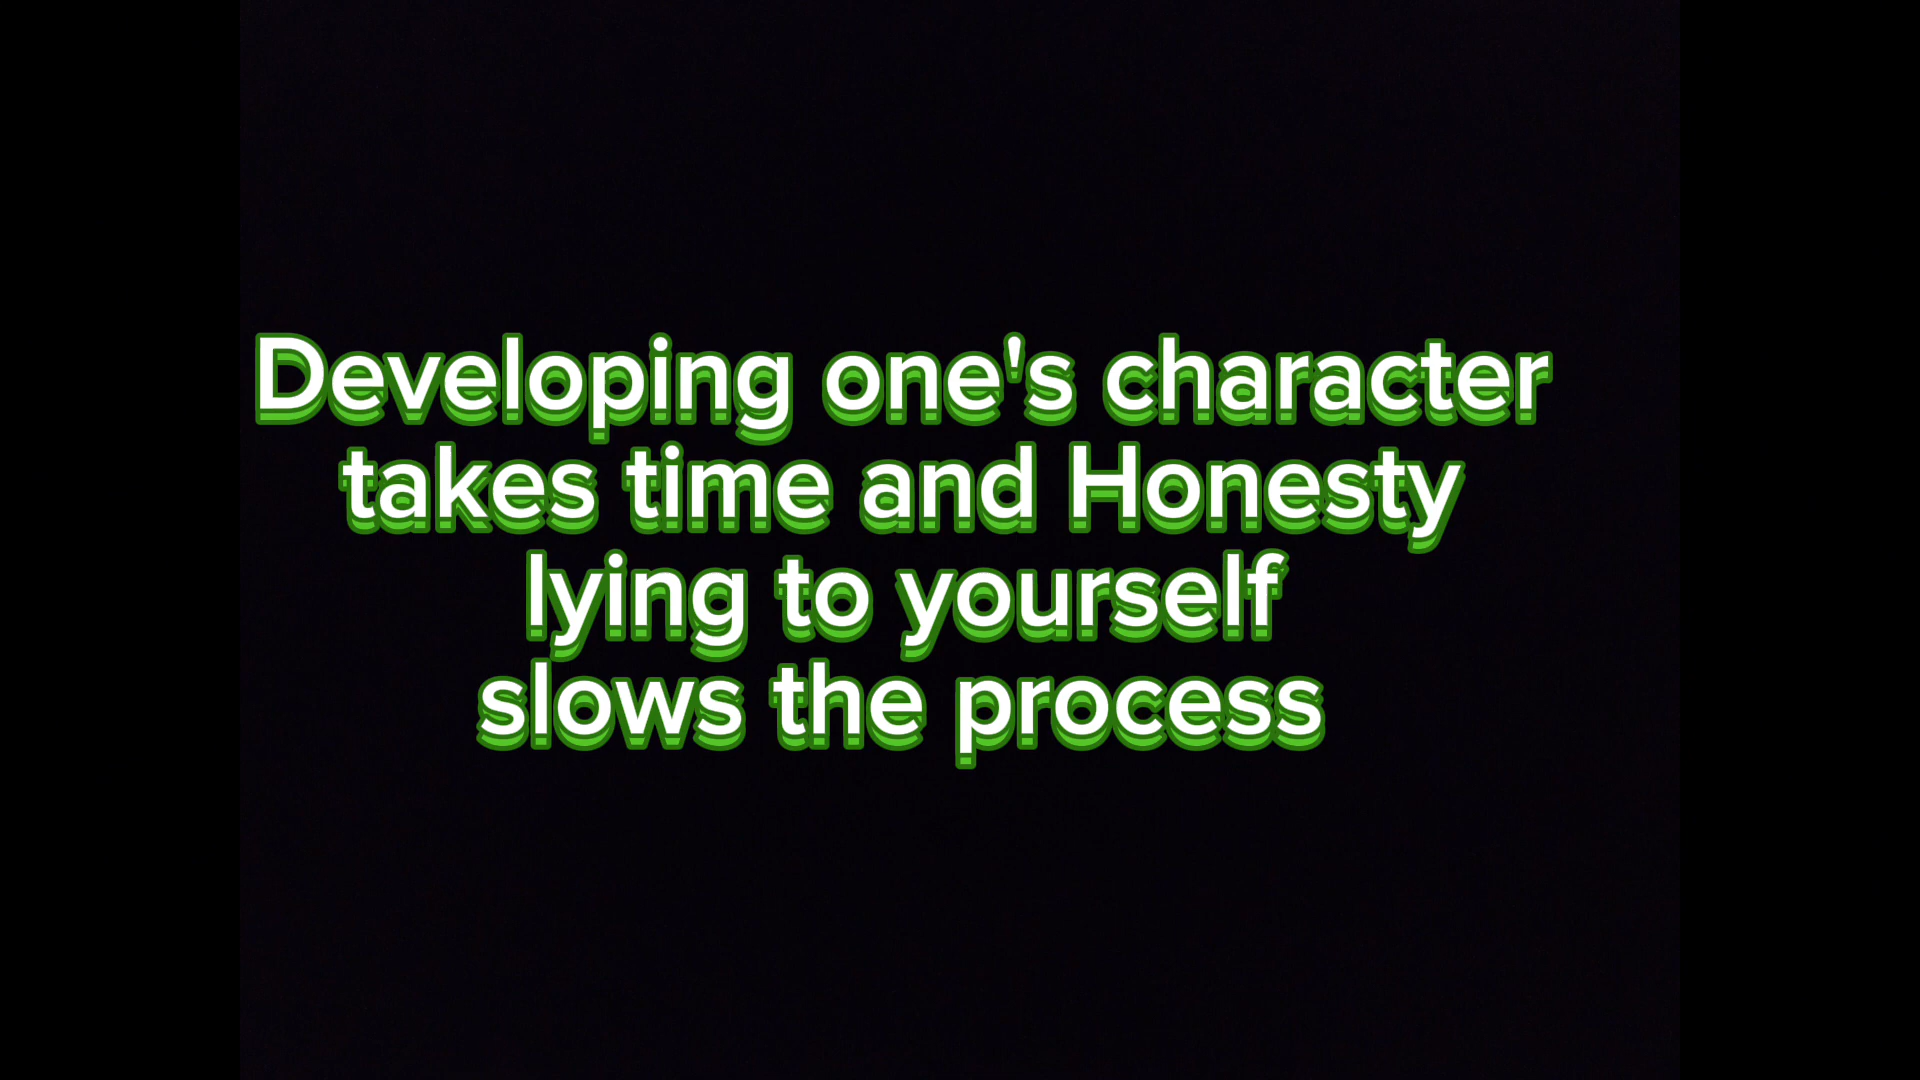 Developing one's character
takes time and Honesty
lying to yourself
slows the process